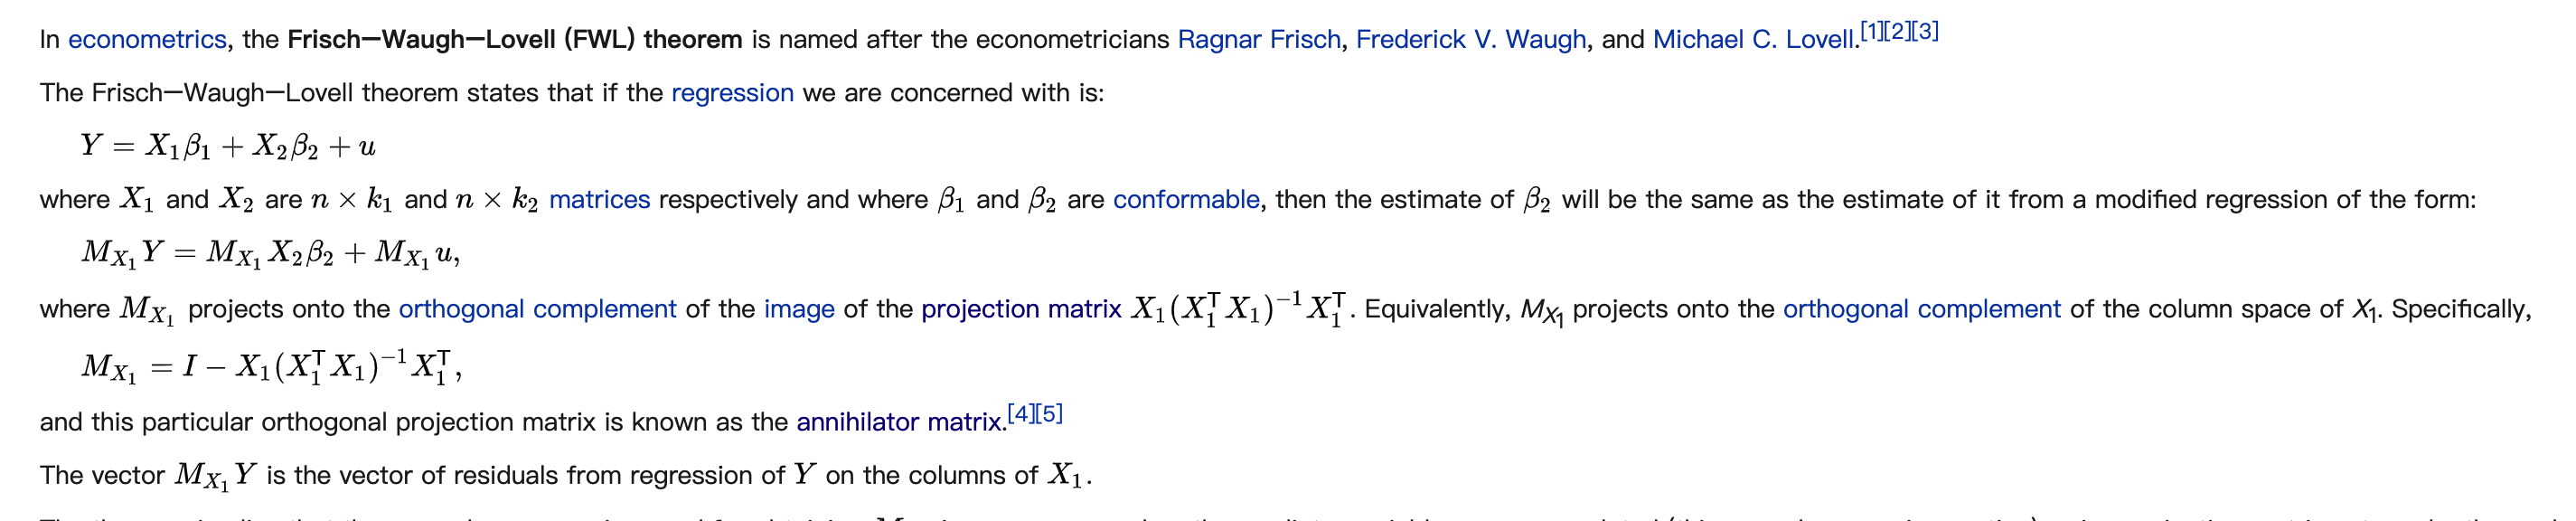 In econometrics, the Frisch–Waugh–Lovell (FWL) theorem is named after the econometricians Ragnar Frisch, Frederick V. Waugh, and Michael C. Lovell.[1][2][3]
The Frisch–Waugh–Lovell theorem states that if the regression we are concerned with is:
Y = X₁β₁ + X₂β₂ + u
where X₁ and X₂ are n × k₁ and n × k₂ matrices respectively and where β₁ and β₂ are conformable, then the estimate of β₂ will be the same as the estimate of it from a modified regression of the form:
M_{X₁}Y = M_{X₁}X₂β₂ + M_{X₁}u,
where M_{X₁} projects onto the orthogonal complement of the image of the projection matrix X₁(X₁ᵀX₁)⁻¹X₁ᵀ. Equivalently, M_{X₁} projects onto the orthogonal complement of the column space of X₁. Specifically,
M_{X₁} = I − X₁(X₁ᵀX₁)⁻¹X₁ᵀ,
and this particular orthogonal projection matrix is known as the annihilator matrix.[4][5]
The vector M_{X₁}Y is the vector of residuals from regression of Y on the columns of X₁.